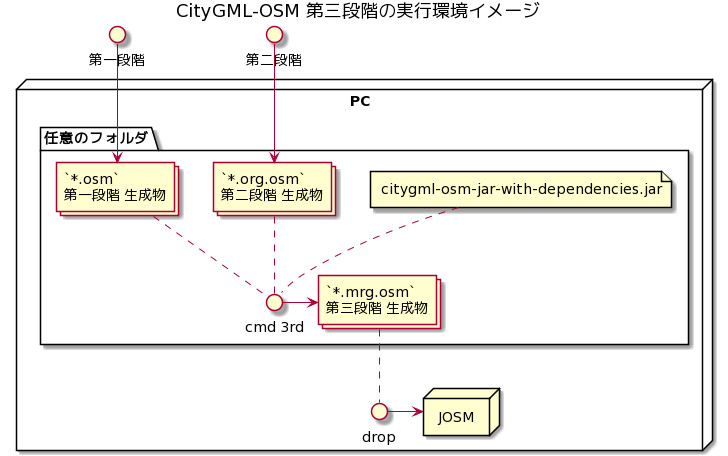 CityGML-OSM 第三段階の実行環境イメージ
第一段階
第二段階
PC
任意のフォルダ
`*.osm`
第一段階 生成物
`*.org.osm`
第二段階 生成物
citygml-osm-jar-with-dependencies.jar
`*.mrg.osm`
第三段階 生成物
cmd 3rd
JOSM
drop